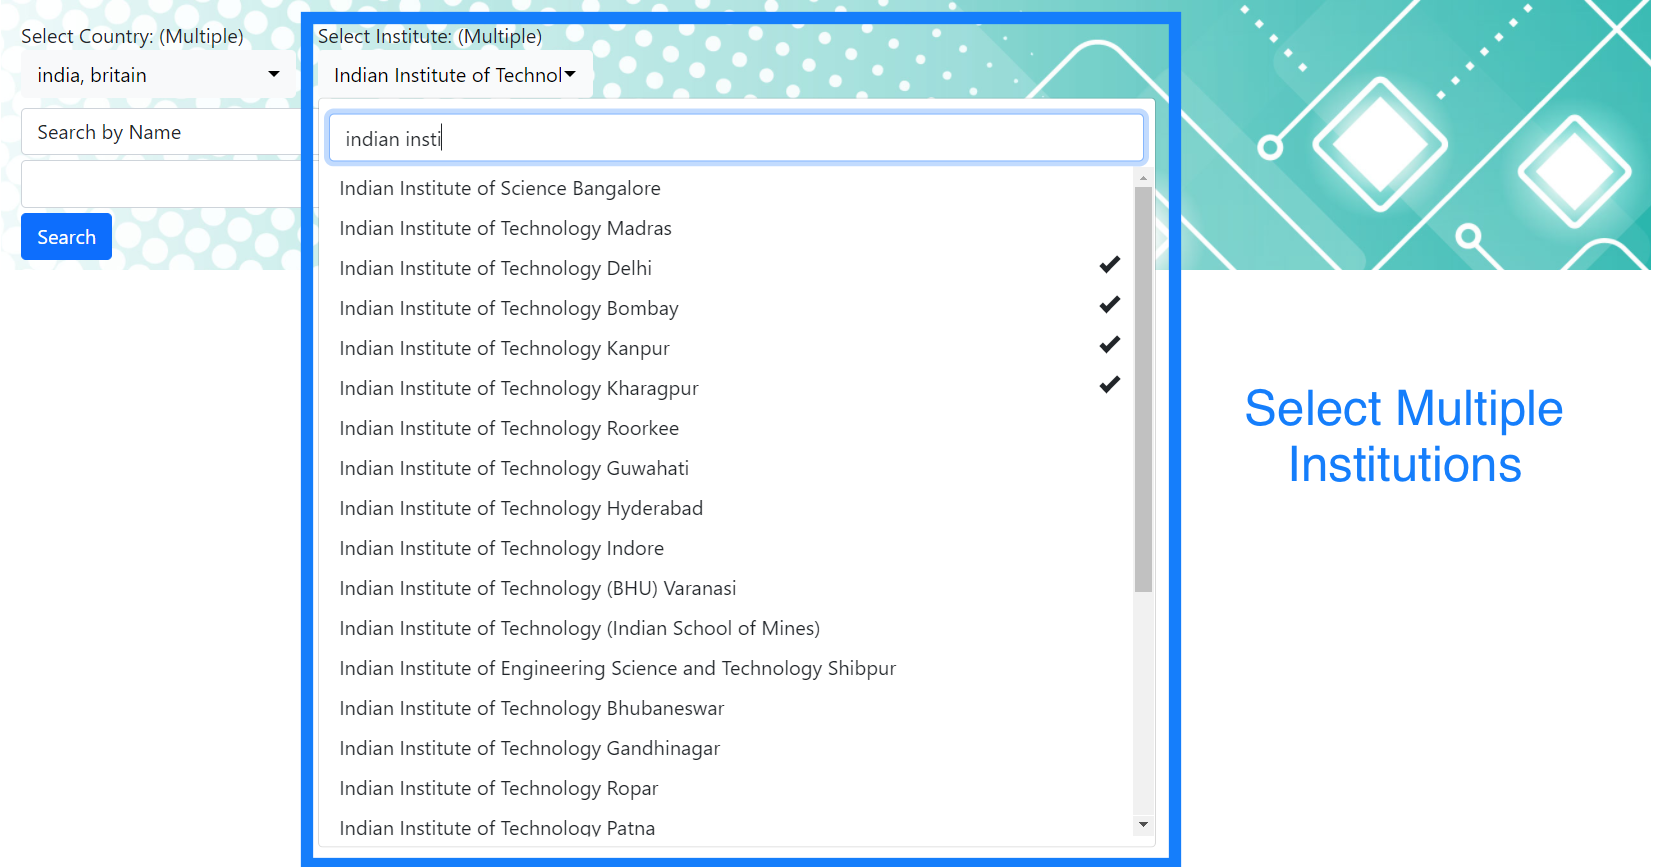 Select Country: (Multiple)
india, britain
Search by Name
Search
Select Institute: (Multiple)
Indian Institute of Technol
indian insti
Indian Institute of Science Bangalore
Indian Institute of Technology Madras
Indian Institute of Technology Delhi
Indian Institute of Technology Bombay
Indian Institute of Technology Kanpur
Indian Institute of Technology Kharagpur
Indian Institute of Technology Roorkee
Indian Institute of Technology Guwahati
Indian Institute of Technology Hyderabad
Indian Institute of Technology Indore
Indian Institute of Technology (BHU) Varanasi
Indian Institute of Technology (Indian School of Mines)
Indian Institute of Engineering Science and Technology Shibpur
Indian Institute of Technology Bhubaneswar
Indian Institute of Technology Gandhinagar
Indian Institute of Technology Ropar
Indian Institute of Technology Patna
Select Multiple
Institutions